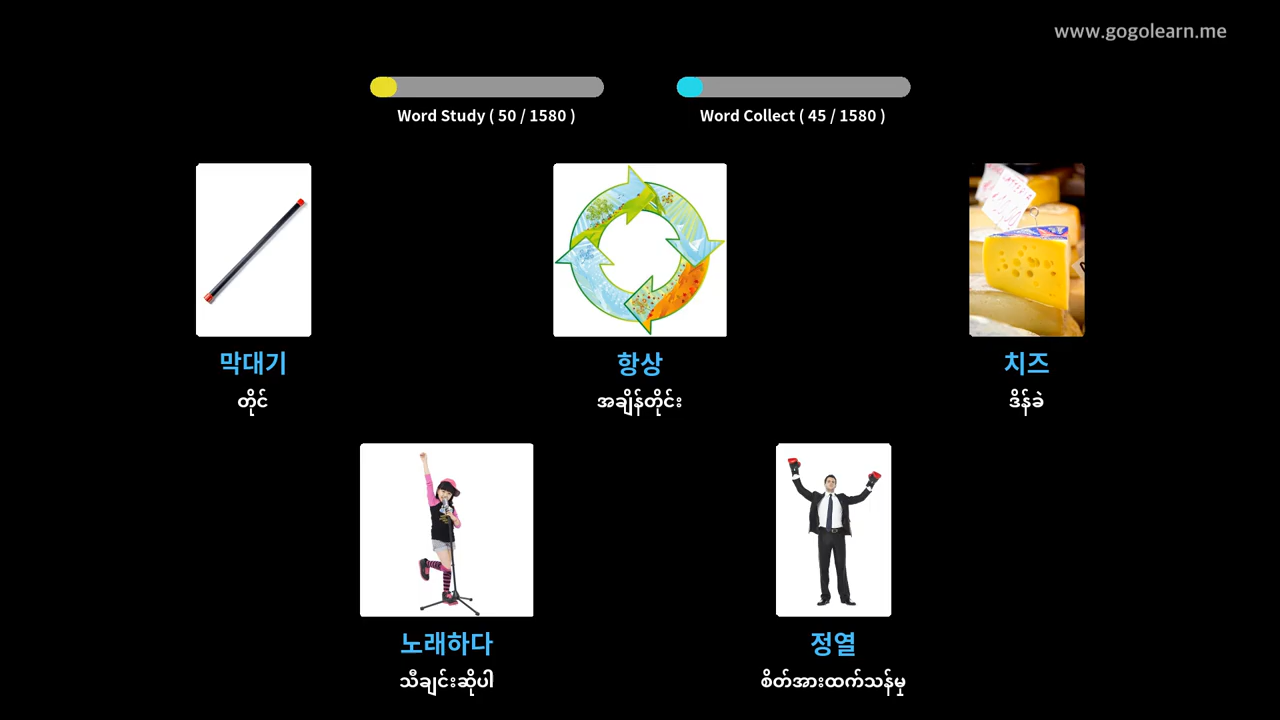 www.gogolearn.me
Word Study ( 50 / 1580 )
Word Collect ( 45 / 1580 )
막대기
항상
치즈
တိုင်
အချိန်တိုင်း
ဒိန်ခဲ
노래하다
정열
သီချင်းဆိုပါ
စိတ်အားထက်သန်မှု